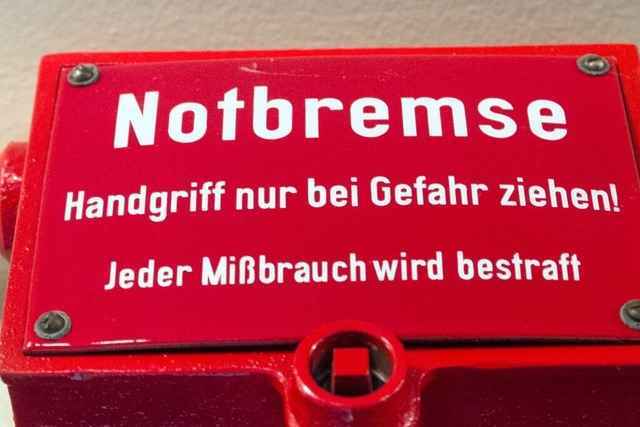 Notbremse
Handgriff nur bei Gefahr ziehen!
Jeder Mißbrauch wird bestraft